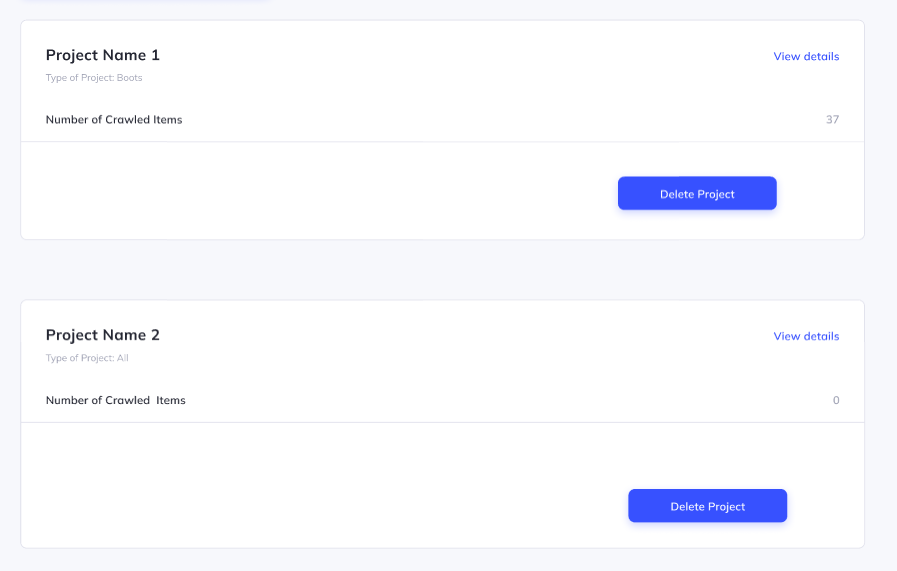 Project Name 1
View details
Type of Project: Boots
Number of Crawled Items
37
Delete Project
Project Name 2
View details
Type of Project: All
Number of Crawled  Items
0
Delete Project